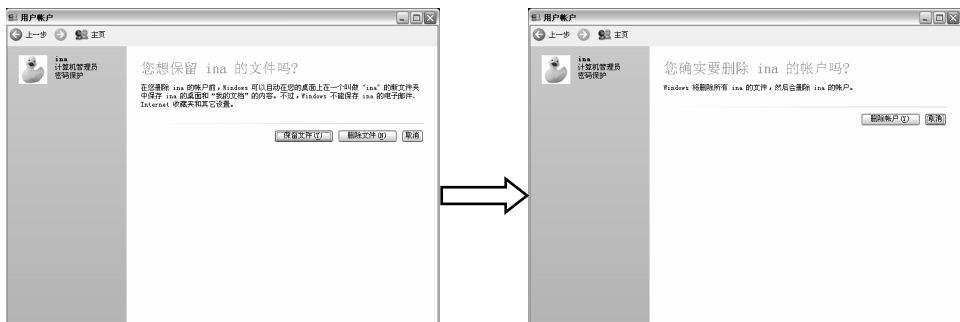 用户帐户
上一步 主页
ina
计算机管理员
密码保护
您想保留 ina 的文件吗?
在您删除 ina 的帐户前，Windows 可以自动在您的桌面上在一个叫做 “ina” 的新文件夹
中保存 ina 的桌面和“我的文档”的内容。不过，Windows 不能保存 ina 的电子邮件、
Internet 收藏夹和其它设置。
保留文件(Y) 删除文件(N) 取消
用户帐户
上一步 主页
ina
计算机管理员
密码保护
您确实要删除 ina 的帐户吗?
Windows 将删除所有 ina 的文件，然后会删除 ina 的帐户。
删除帐户(Y) 取消